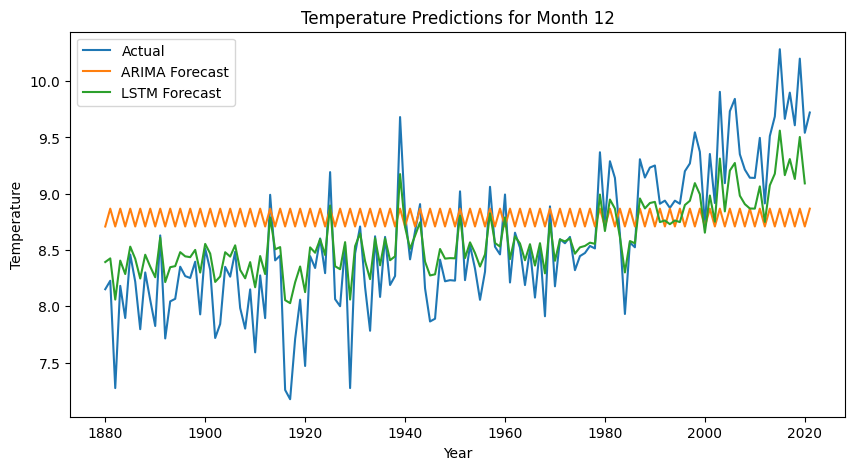 Temperature Predictions for Month 12
Actual
ARIMA Forecast
LSTM Forecast
10.0
9.5
9.0
8.5
8.0
7.5
Temperature
1880
1900
1920
1940
1960
1980
2000
2020
Year